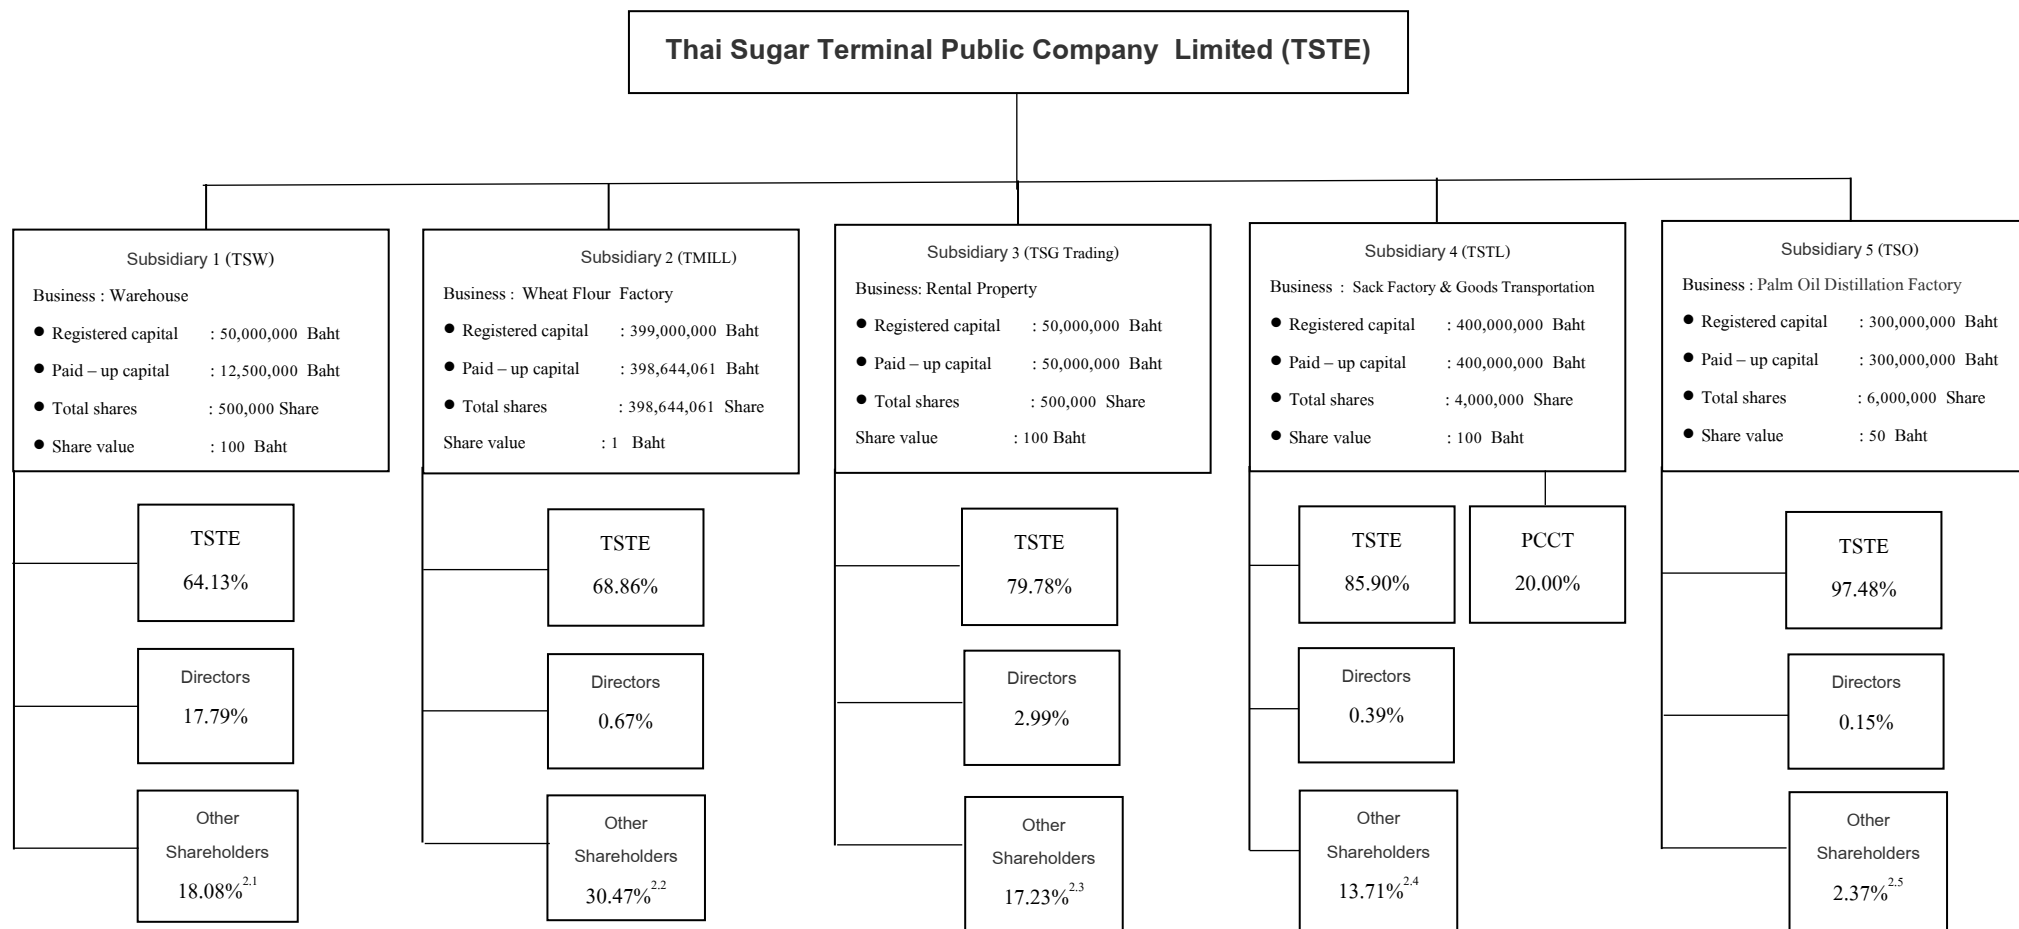 Thai Sugar Terminal Public Company Limited (TSTE)
Subsidiary 1 (TSW)
Business : Warehouse
● Registered capital : 50,000,000 Baht
● Paid – up capital : 12,500,000 Baht
● Total shares : 500,000 Share
● Share value : 100 Baht
TSTE
64.13%
Directors
17.79%
Other
Shareholders
18.08%2.1
Subsidiary 2 (TMILL)
Business : Wheat Flour Factory
● Registered capital : 399,000,000 Baht
● Paid – up capital : 398,644,061 Baht
● Total shares : 398,644,061 Share
Share value : 1 Baht
TSTE
68.86%
Directors
0.67%
Other
Shareholders
30.47%2.2
Subsidiary 3 (TSG Trading)
Business: Rental Property
● Registered capital : 50,000,000 Baht
● Paid – up capital : 50,000,000 Baht
● Total shares : 500,000 Share
Share value : 100 Baht
TSTE
79.78%
Directors
2.99%
Other
Shareholders
17.23%2.3
Subsidiary 4 (TSTL)
Business : Sack Factory & Goods Transportation
● Registered capital : 400,000,000 Baht
● Paid – up capital : 400,000,000 Baht
● Total shares : 4,000,000 Share
● Share value : 100 Baht
TSTE
85.90%
PCCT
20.00%
Directors
0.39%
Other
Shareholders
13.71%2.4
Subsidiary 5 (TSO)
Business : Palm Oil Distillation Factory
● Registered capital : 300,000,000 Baht
● Paid – up capital : 300,000,000 Baht
● Total shares : 6,000,000 Share
● Share value : 50 Baht
TSTE
97.48%
Directors
0.15%
Other
Shareholders
2.37%2.5